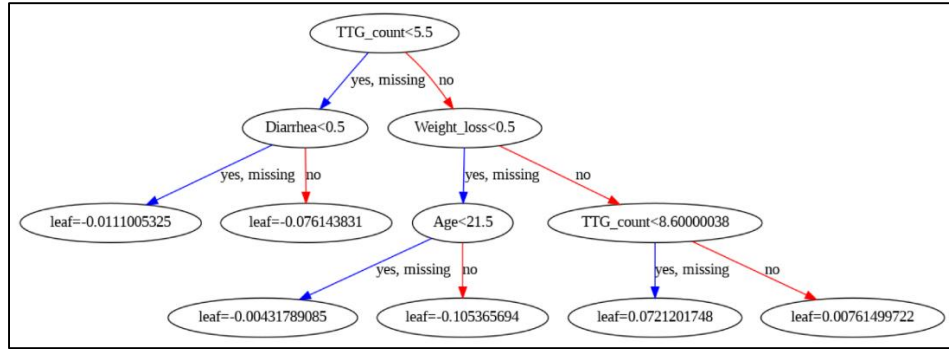 TTG_count<5.5
yes, missing no
Diarrhea<0.5 Weight_loss<0.5
yes, missing no yes, missing no
leaf=-0.0111005325 leaf=-0.076143831 Age<21.5 TTG_count<8.60000038
yes, missing no yes, missing no
leaf=-0.00431789085 leaf=-0.105365694 leaf=0.0721201748 leaf=0.00761499722